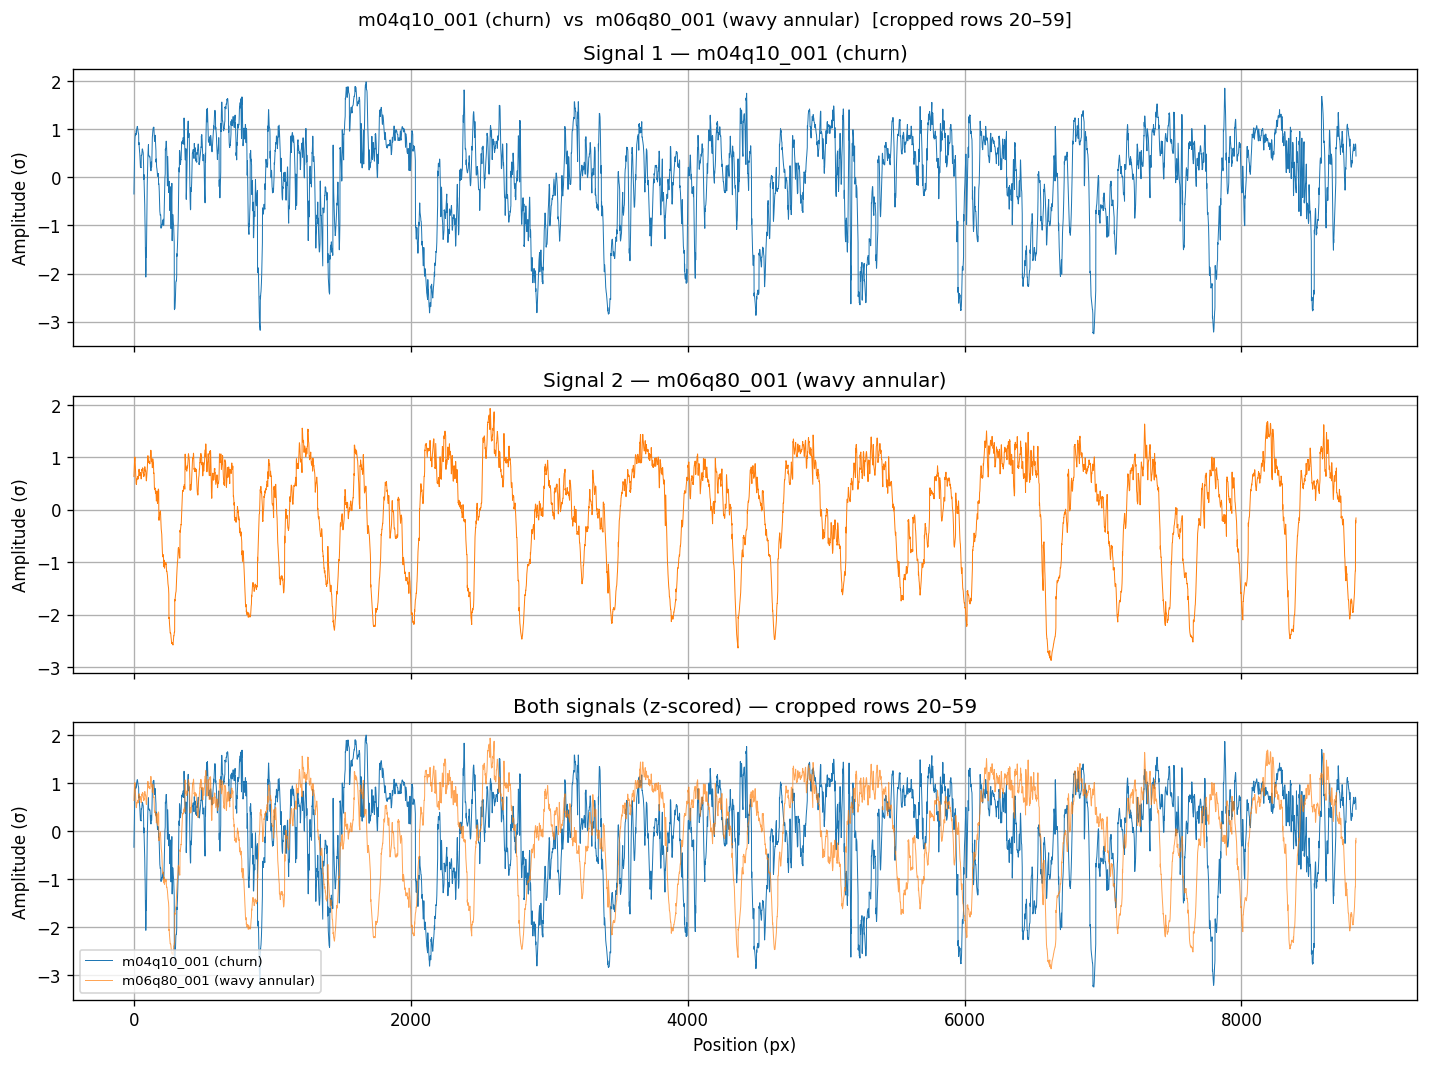 m04q10_001 (churn)  vs  m06q80_001 (wavy annular)  [cropped rows 20–59]
Signal 1 — m04q10_001 (churn)
2
1
0
−1
−2
−3
Amplitude (σ)
Signal 2 — m06q80_001 (wavy annular)
2
1
0
−1
−2
−3
Amplitude (σ)
Both signals (z-scored) — cropped rows 20–59
2
1
0
−1
−2
−3
Amplitude (σ)
m04q10_001 (churn)
m06q80_001 (wavy annular)
0
2000
4000
6000
8000
Position (px)